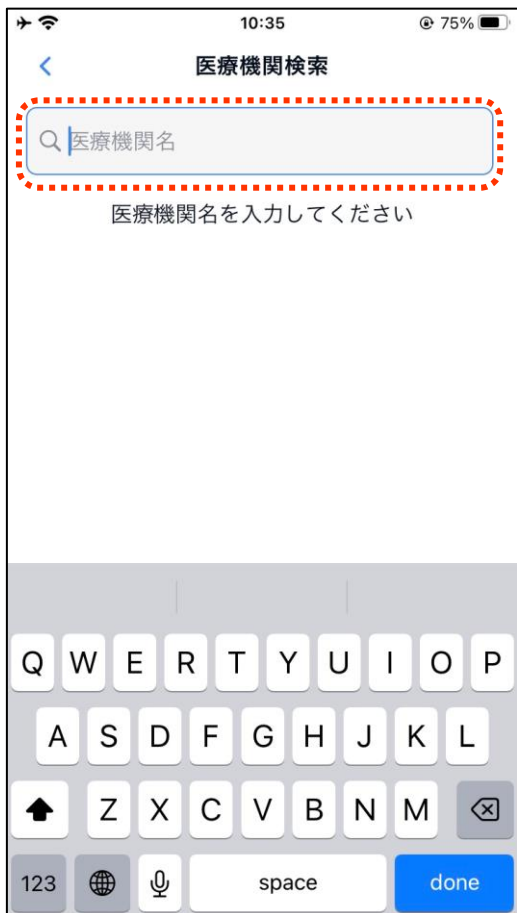 10:35
75%
医療機関検索
医療機関名
医療機関名を入力してください
Q W E R T Y U I O P
A S D F G H J K L
Z X C V B N M
123 space done